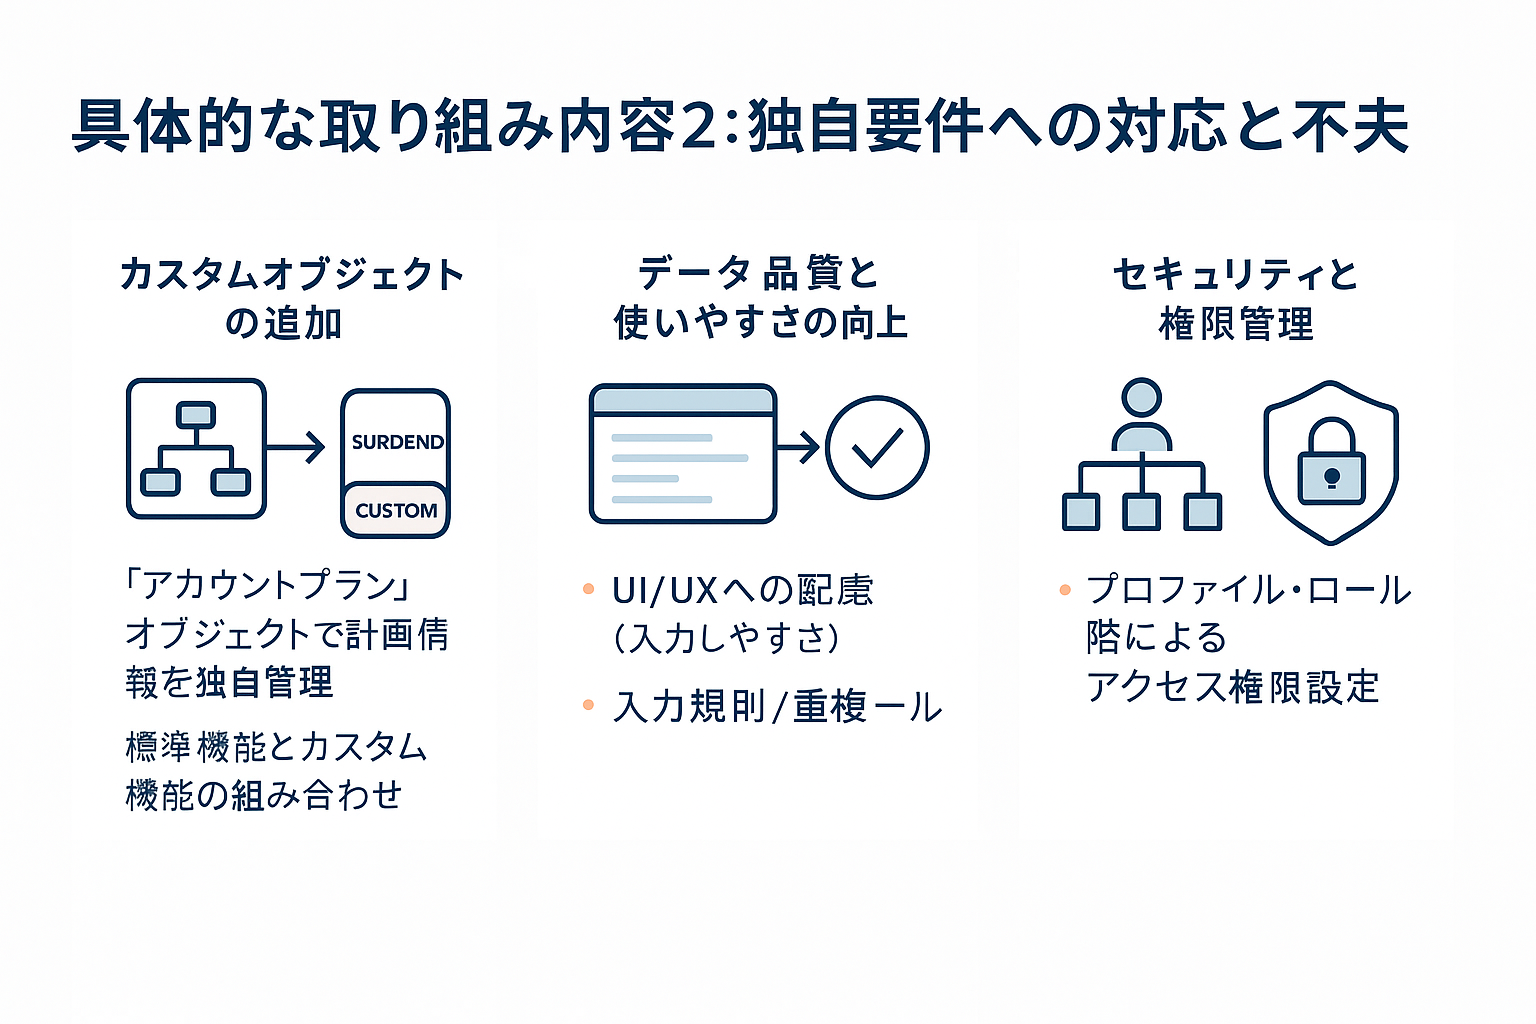 具体的な取り組み内容2:独自要件への対応と不夫
カスタムオブジェクト
の追加
SURDEND
CUSTOM
「アカウントプラン」
オブジェクトで計画情
報を独自管理
機能とカスタム
機能の組み合わせ
データ品質と
使いやすさの向上
• UI/UXへの配慮
(入力しやすさ)
• 入力規則/重複ール
セキュリティと
権限管理
• プロファイル・ロール
階による
アクセス権限設定